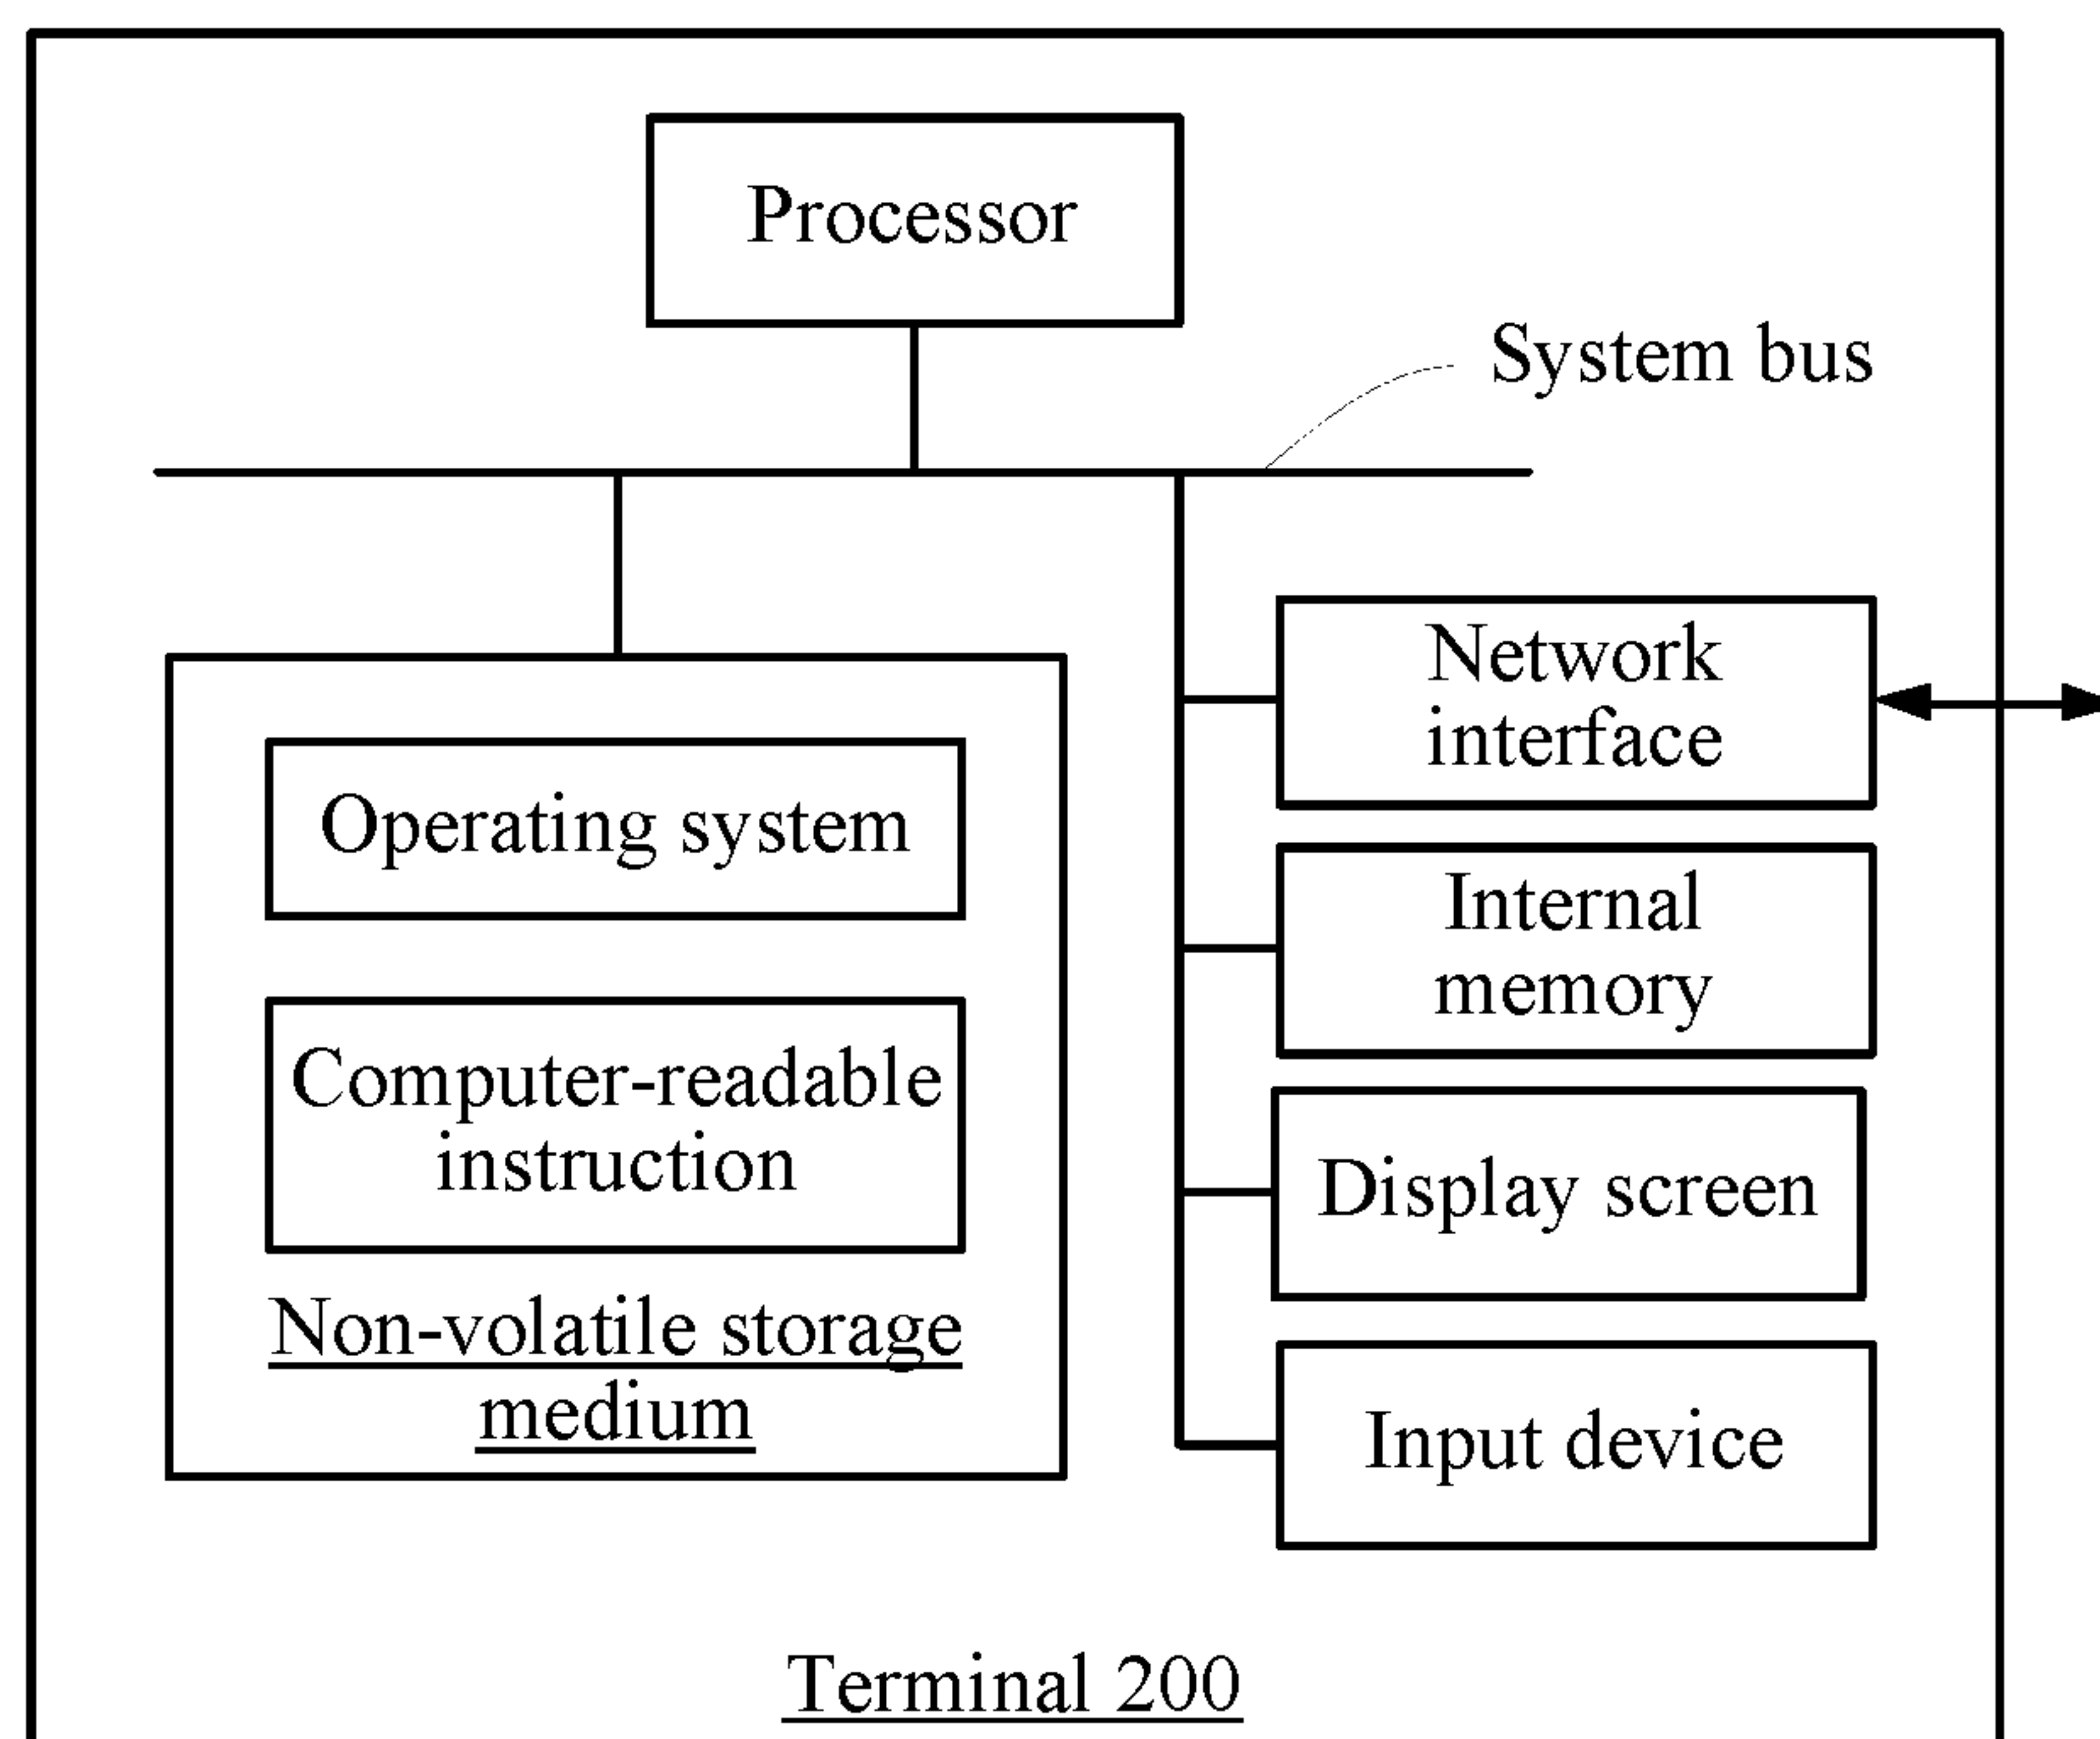 Processor
System bus
Network
interface
Operating system
Internal
memory
Computer-readable
instruction
Display screen
Non-volatile storage
medium
Input device
Terminal 200